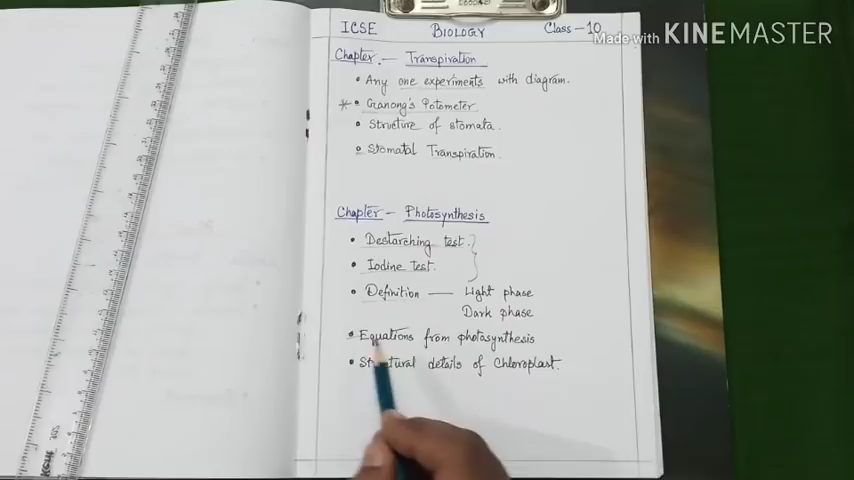 ICSE BIOLOGY Class-10
Made with KINEMASTER
Chapter - Transpiration
• Any one experiments with diagram.
* • Ganong's Potometer
• Structure of stomata.
• Stomatal Transpiration.
Chapter - Photosynthesis
• Destarching test.
• Iodine test.
• Definition — Light phase
Dark phase
• Equations from photosynthesis
• Structural details of Chloroplast.